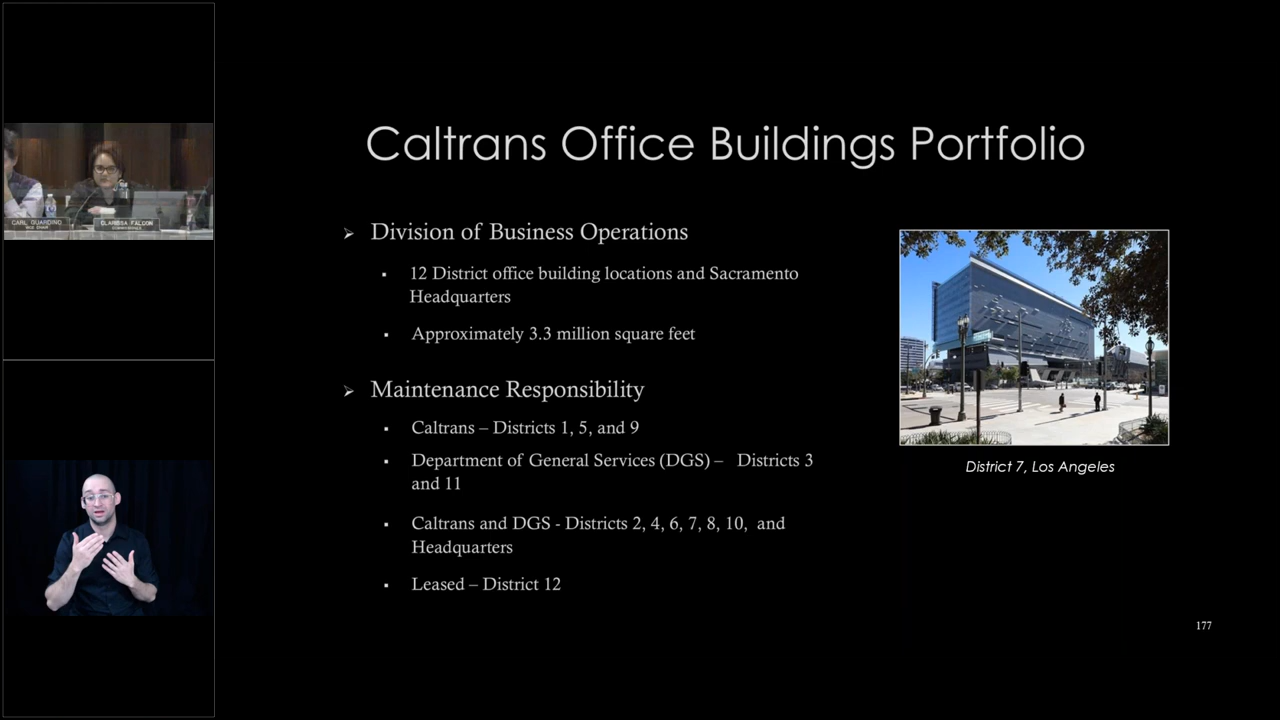 Caltrans Office Buildings Portfolio
Division of Business Operations
12 District office building locations and Sacramento
Headquarters
Approximately 3.3 million square feet
Maintenance Responsibility
Caltrans – Districts 1, 5, and 9
Department of General Services (DGS) – Districts 3
and 11
Caltrans and DGS - Districts 2, 4, 6, 7, 8, 10, and
Headquarters
Leased – District 12
District 7, Los Angeles
177
CARL GUARDINO
VICE CHAIR
CLARISSA FALCON
COMMISSIONER